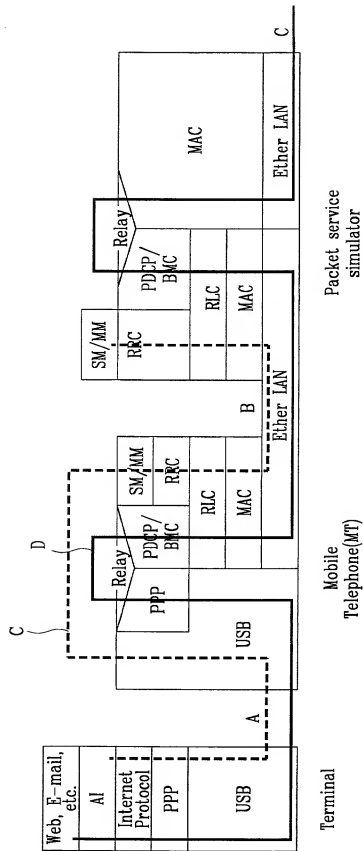 Web, E-mail,
etc.
AI
Internet
Protocol
PPP
USB
Terminal
A
C
D
Relay
PPP
PDCP/
BMC
SM/MM
RRC
RLC
MAC
USB
Mobile
Telephone(MT)
B
Ether LAN
SM/MM
RRC
Relay
PDCP/
BMC
RLC
MAC
MAC
Ether LAN
C
Packet service
simulator